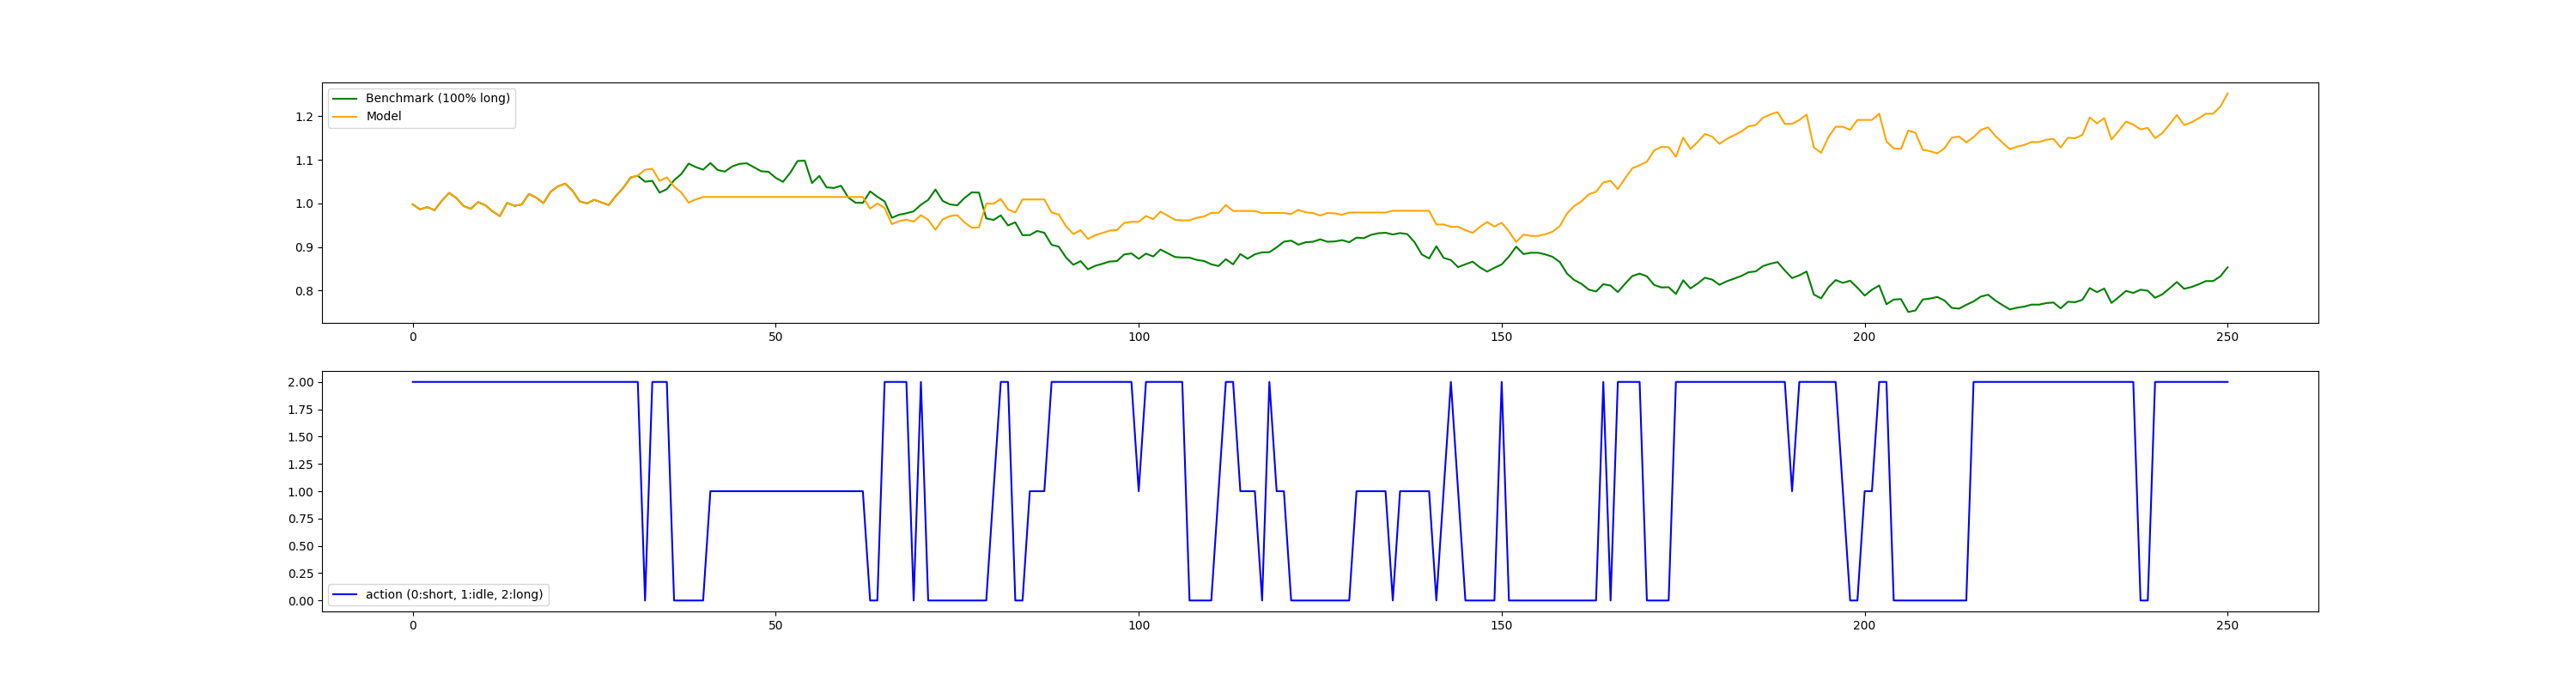 Benchmark (100% long)
Model
1.2
1.1
1.0
0.9
0.8
0 50 100 150 200 250
2.00
1.75
1.50
1.25
1.00
0.75
0.50
0.25
0.00
action (0:short, 1:idle, 2:long)
0 50 100 150 200 250